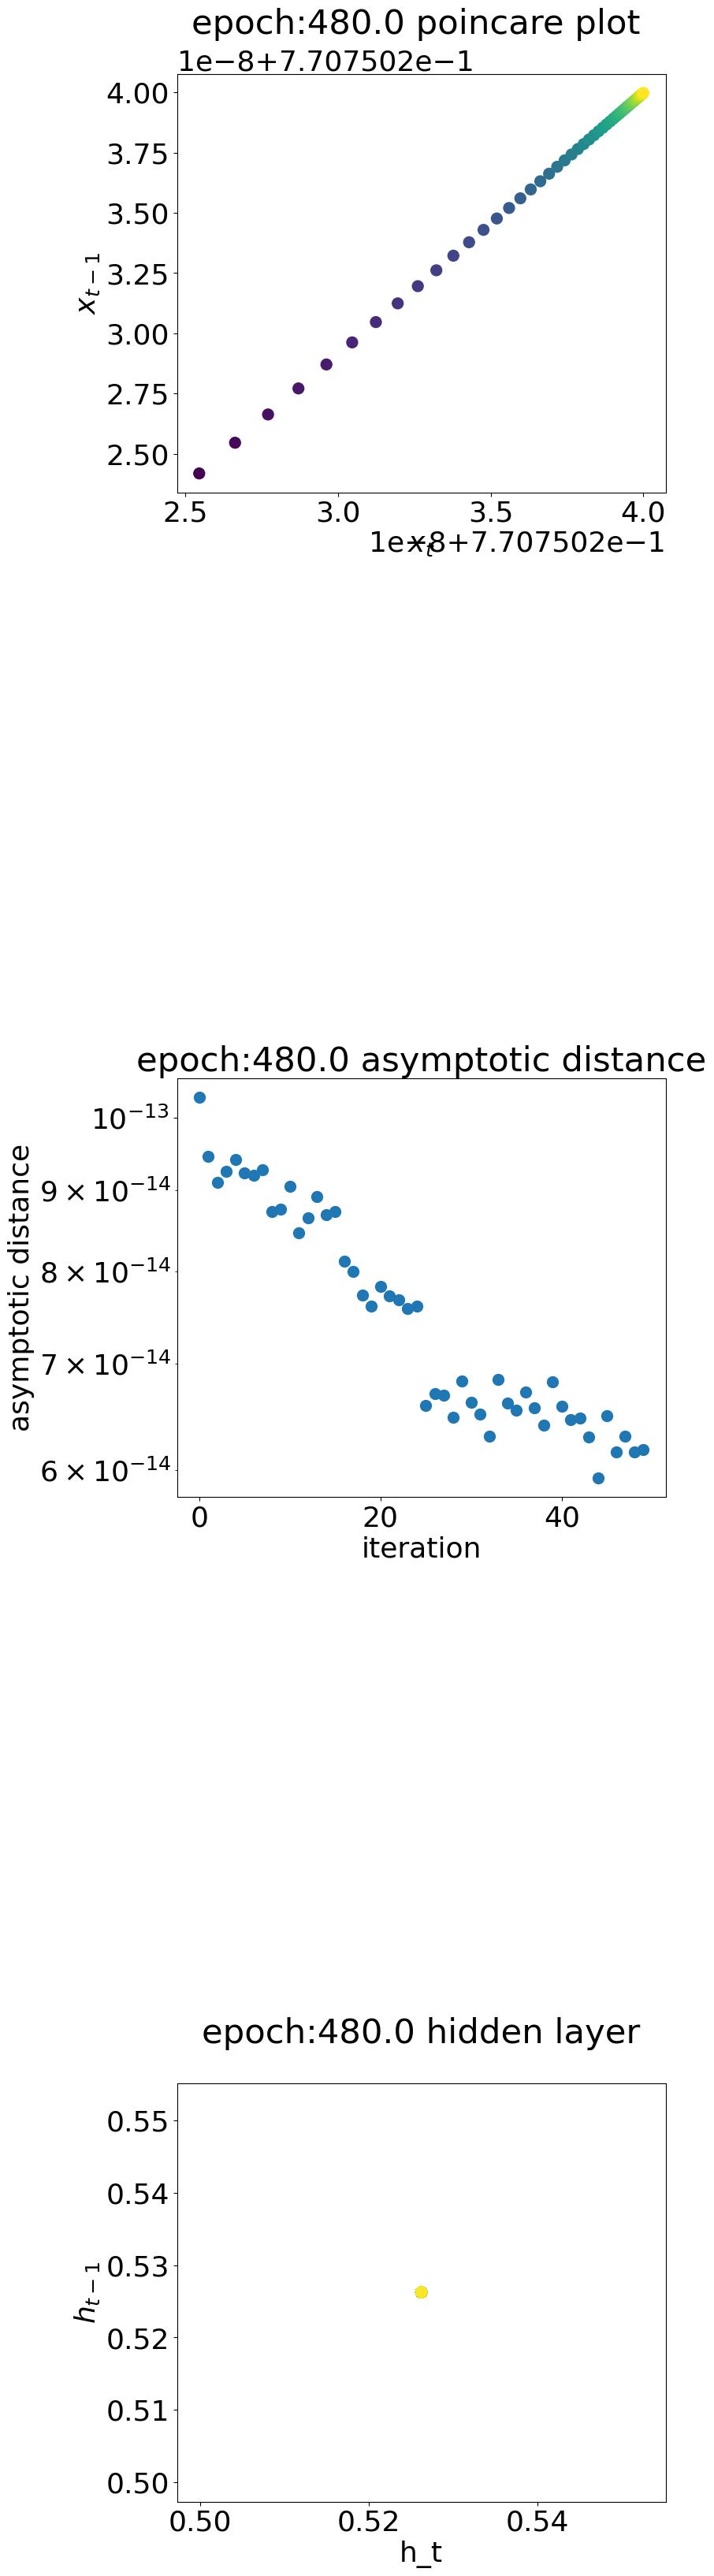 epoch:480.0 poincare plot
1e−8+7.707502e−1
4.00
3.75
3.50
3.25
3.00
2.75
2.50
x_{t−1}
2.5 3.0 3.5 4.0
x_t
1e−8+7.707502e−1
epoch:480.0 asymptotic distance
10^{−13}
9 × 10^{−14}
8 × 10^{−14}
7 × 10^{−14}
6 × 10^{−14}
asymptotic distance
0 20 40
iteration
epoch:480.0 hidden layer
0.55
0.54
0.53
0.52
0.51
0.50
h_{t−1}
0.50 0.52 0.54
h_t